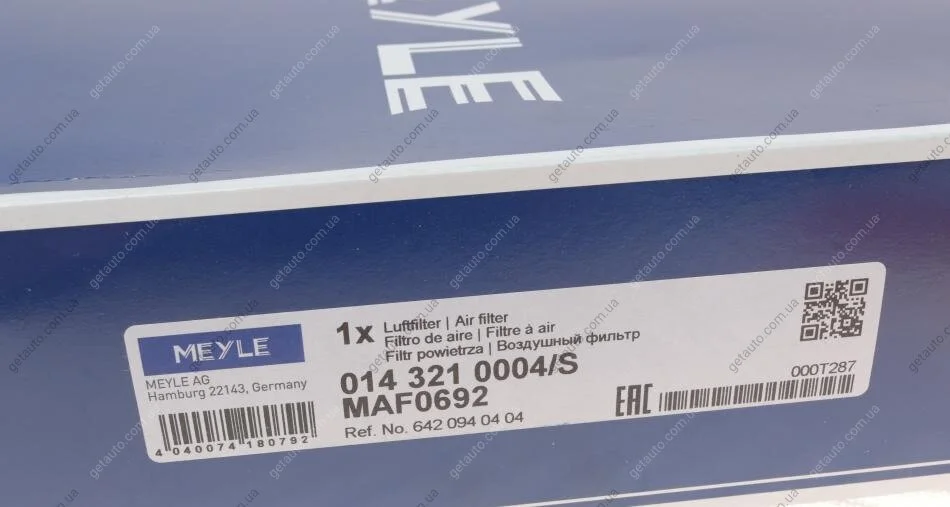 YLE
MEYLE
MEYLE AG
Hamburg 22143, Germany
4 040074 180792
1x Luftfilter | Air filter
Filtro de aire | Filtre à air
Filtr powietrza | Воздушный фильтр
014 321 0004/S
MAF0692
Ref. No. 642 094 04 04
EAC
000T287
getauto.com.ua